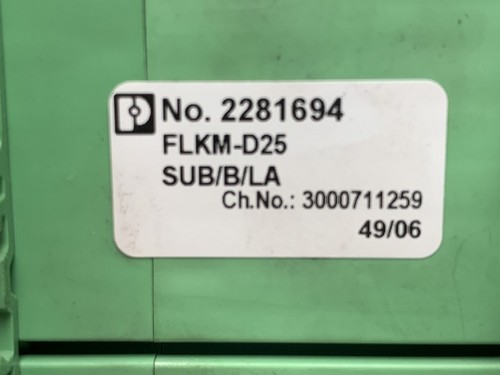 No. 2281694
FLKM-D25
SUB/B/LA
Ch.No.: 3000711259
49/06